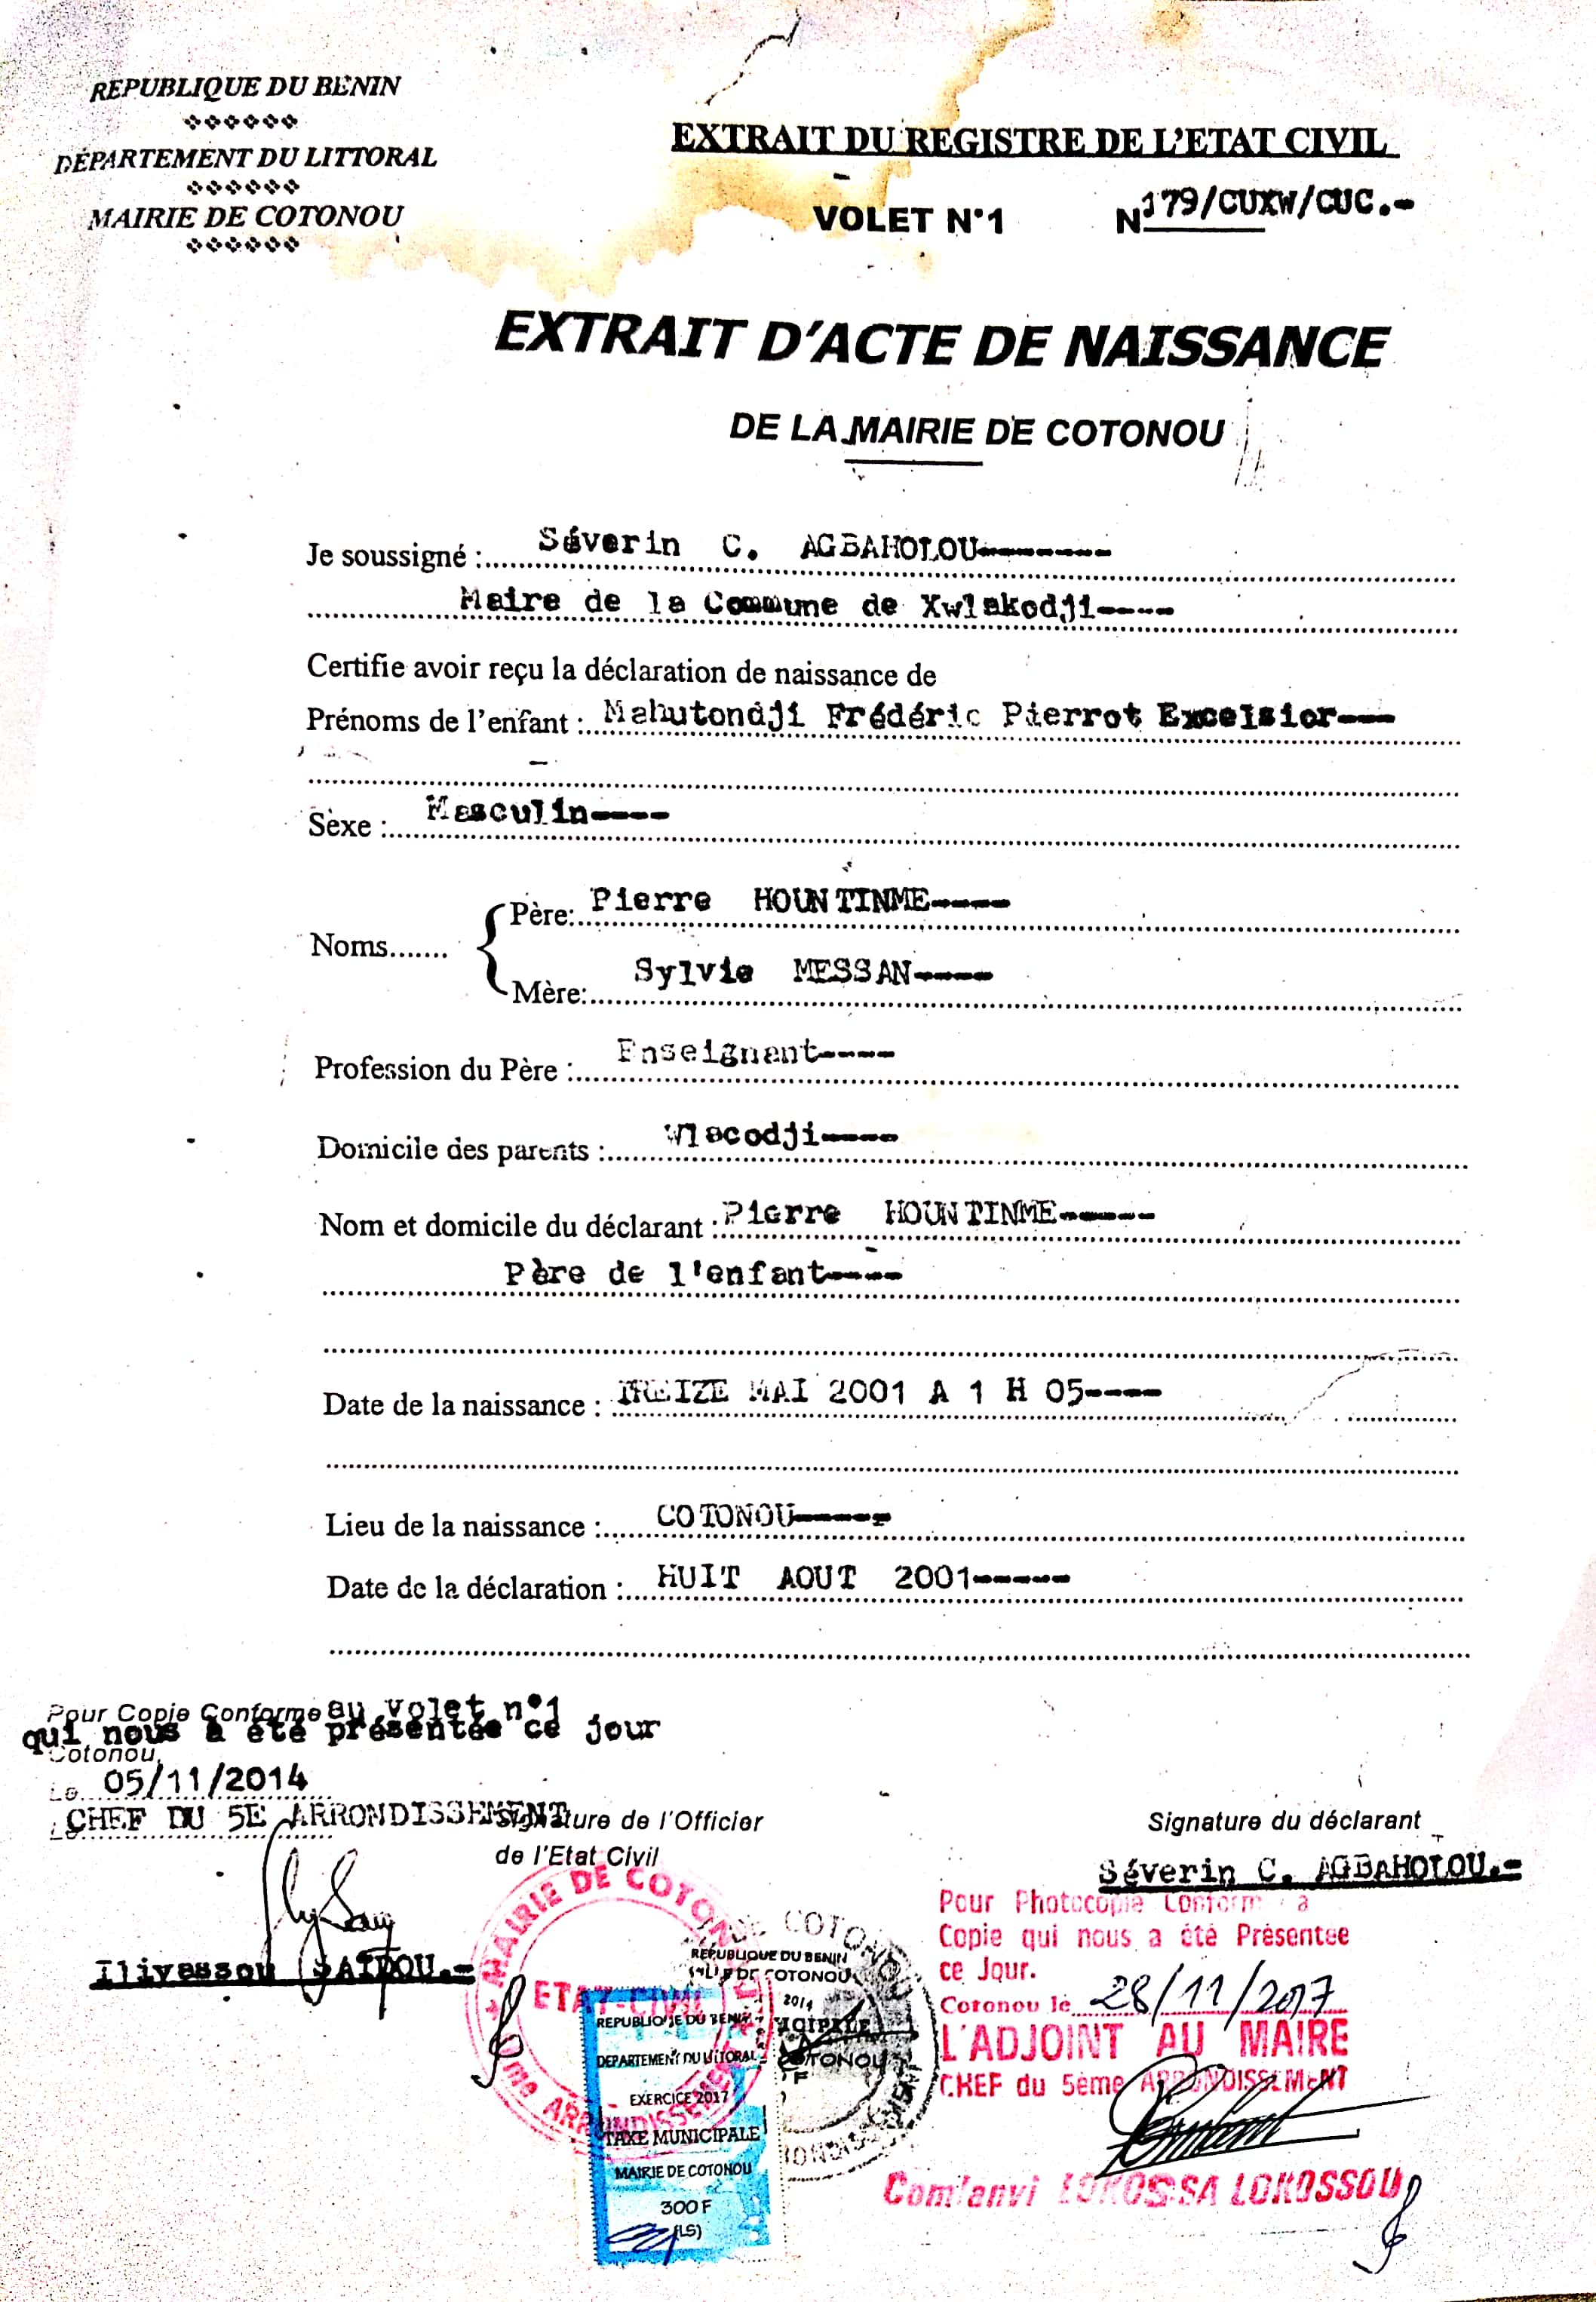 REPUBLIQUE DU BENIN
DÉPARTEMENT DU LITTORAL
MAIRIE DE COTONOU
EXTRAIT DU REGISTRE DE L'ETAT CIVIL
VOLET N°1
N 179/CUXW/CUC.-
EXTRAIT D'ACTE DE NAISSANCE
DE LA MAIRIE DE COTONOU
Je soussigné : Séverin C. AGBAHOLOU--------
Maire de la Commune de Xwlakodji----
Certifie avoir reçu la déclaration de naissance de
Prénoms de l'enfant : Mahutondji Frédéric Pierrot Excelsior---
Sexe : Masculin----
Noms....... Père: Pierre HOUNTINME----
Mère: Sylvie MESSAN----
Profession du Père : Enseignant----
Domicile des parents : Wlacodji----
Nom et domicile du déclarant : Pierre HOUNTINME-----
Père de l'enfant----
Date de la naissance : TREIZE MAI 2001 A 1 H 05----
Lieu de la naissance : COTONOU-----
Date de la déclaration : HUIT AOUT 2001-----
Pour Copie Conforme au volet n°1
qui nous a été présentée ce jour
Cotonou,
Le 05/11/2014
CHEF DU 5E ARRONDISSEMENT
Signature de l'Officier
de l'Etat Civil
Signature du déclarant
Séverin C. AGBAHOLOU.-
Ilivassou SAÏDOU.-
MAIRIE DE COTONOU
ETAT-CIVIL
ARRONDISSEMENT
REPUBLIQUE DU BENIN
VILLE DE COTONOU
2014
COTONOU
REPUBLIQUE DU BENIN
DEPARTEMENT DU LITTORAL
EXERCICE 2017
TAXE MUNICIPALE
MAIRIE DE COTONOU
300 F
(LS)
Pour Photocopie Conforme à
Copie qui nous a été Présentée
ce Jour.
Cotonou le 28/11/2017
L'ADJOINT AU MAIRE
CHEF du 5ème ARRONDISSEMENT
Comlanvi LOKOSSA LOKOSSOU